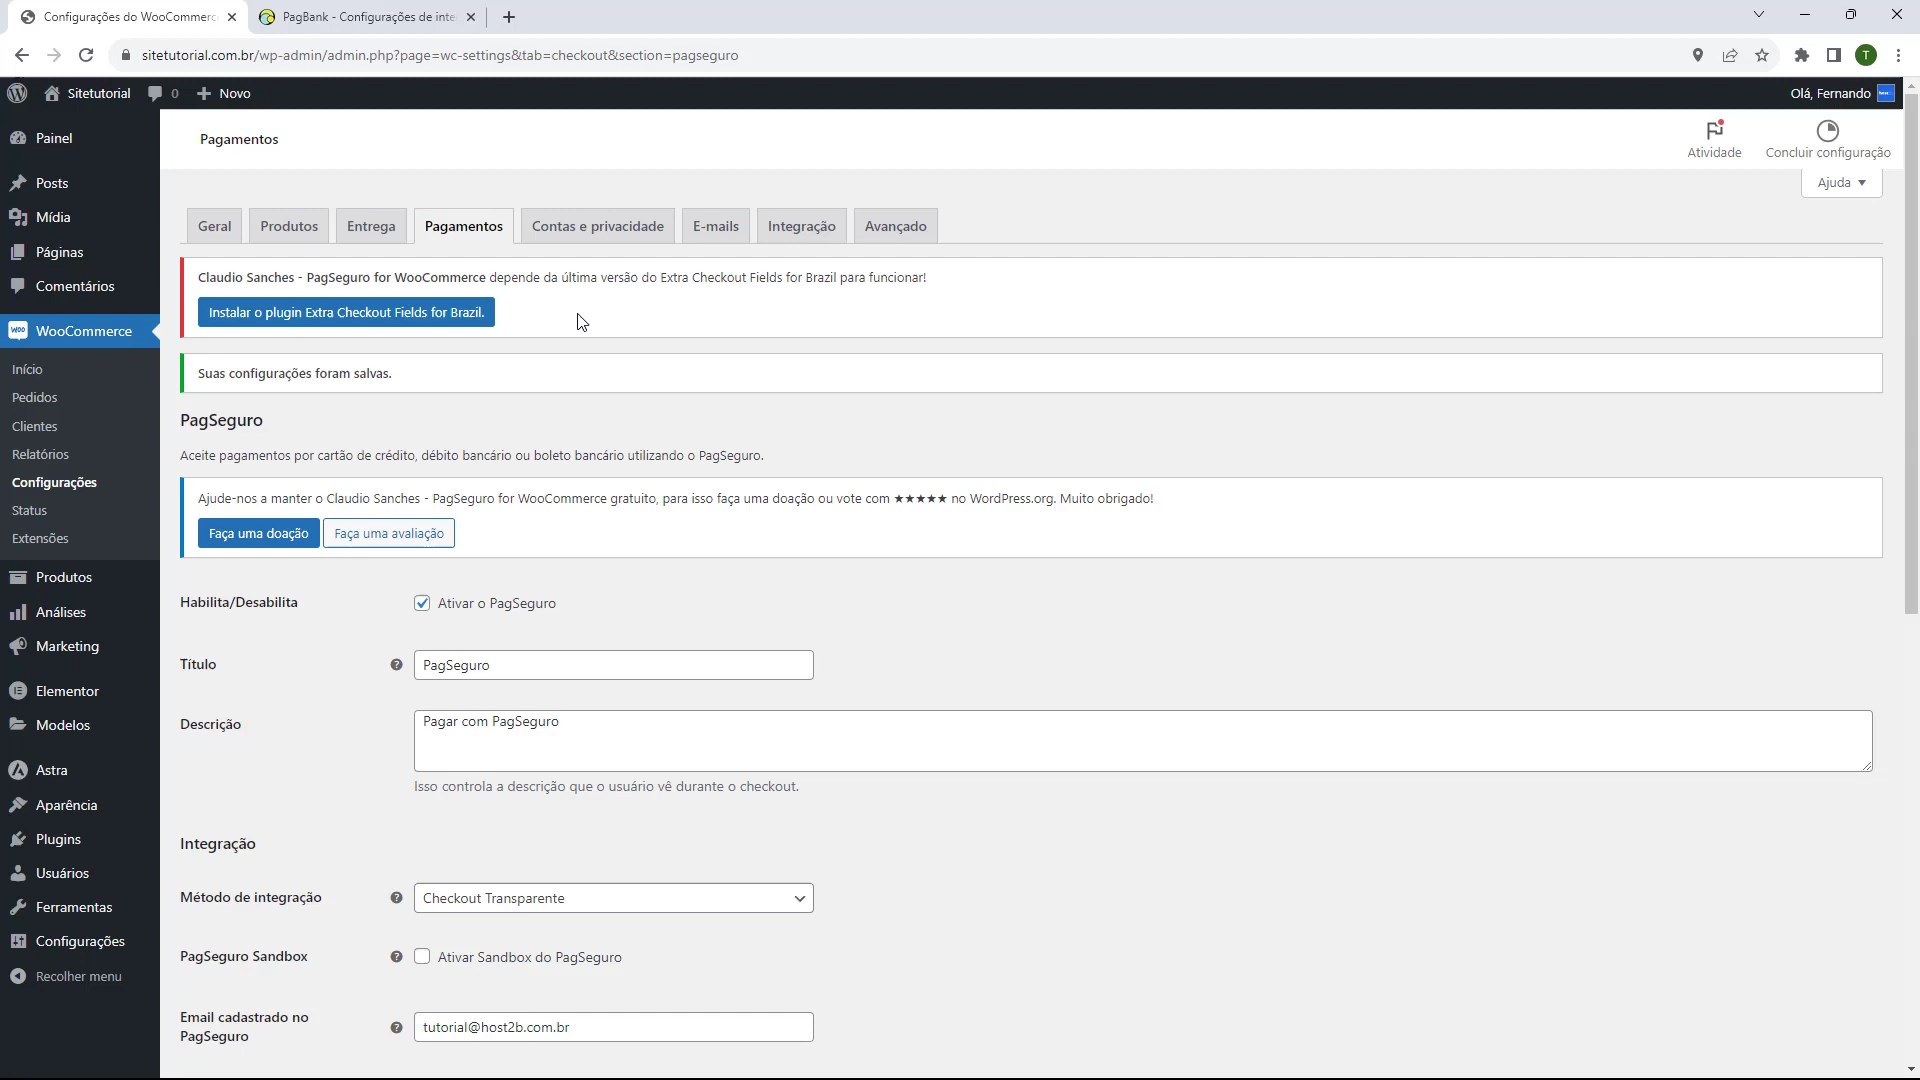 Configurações do WooCommerc
PagBank - Configurações de inte
sitetutorial.com.br/wp-admin/admin.php?page=wc-settings&tab=checkout&section=pagseguro
T
Sitetutorial
0
Novo
Olá, Fernando
Painel
Posts
Mídia
Páginas
Comentários
WooCommerce
Início
Pedidos
Clientes
Relatórios
Configurações
Status
Extensões
Produtos
Análises
Marketing
Elementor
Modelos
Astra
Aparência
Plugins
Usuários
Ferramentas
Configurações
Recolher menu
Pagamentos
Atividade
Concluir configuração
Ajuda
Geral
Produtos
Entrega
Pagamentos
Contas e privacidade
E-mails
Integração
Avançado
Claudio Sanches - PagSeguro for WooCommerce depende da última versão do Extra Checkout Fields for Brazil para funcionar!
Instalar o plugin Extra Checkout Fields for Brazil.
Suas configurações foram salvas.
PagSeguro
Aceite pagamentos por cartão de crédito, débito bancário ou boleto bancário utilizando o PagSeguro.
Ajude-nos a manter o Claudio Sanches - PagSeguro for WooCommerce gratuito, para isso faça uma doação ou vote com ★★★★★ no WordPress.org. Muito obrigado!
Faça uma doação
Faça uma avaliação
Habilita/Desabilita
Ativar o PagSeguro
Título
PagSeguro
Descrição
Pagar com PagSeguro
Isso controla a descrição que o usuário vê durante o checkout.
Integração
Método de integração
Checkout Transparente
PagSeguro Sandbox
Ativar Sandbox do PagSeguro
Email cadastrado no
PagSeguro
tutorial@host2b.com.br